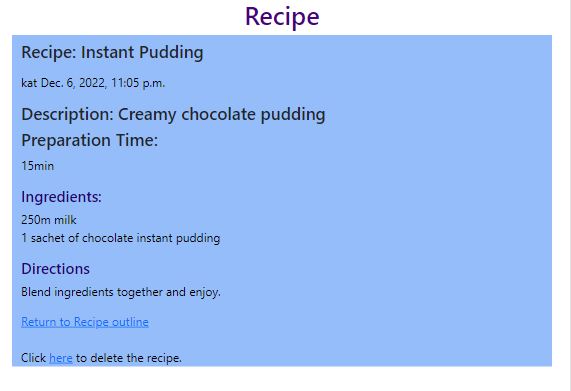 Recipe
Recipe: Instant Pudding
kat Dec. 6, 2022, 11:05 p.m.
Description: Creamy chocolate pudding
Preparation Time:
15min
Ingredients:
250m milk
1 sachet of chocolate instant pudding
Directions
Blend ingredients together and enjoy.
Return to Recipe outline
Click here to delete the recipe.